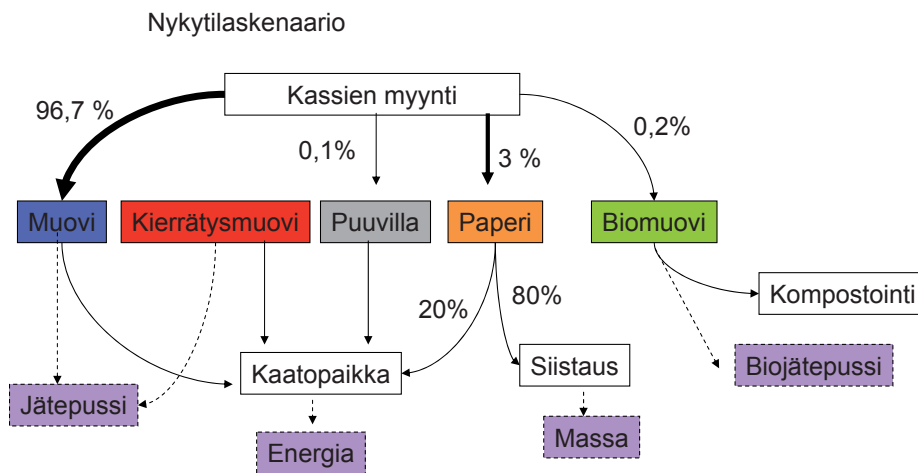 Nykytilaskenaario
Kassien myynti
96,7 %
0,1%
3 %
0,2%
Muovi
Kierrätysmuovi
Puuvilla
Paperi
Biomuovi
20%
80%
Kompostointi
Kaatopaikka
Siistaus
Biojätepussi
Jätepussi
Energia
Massa